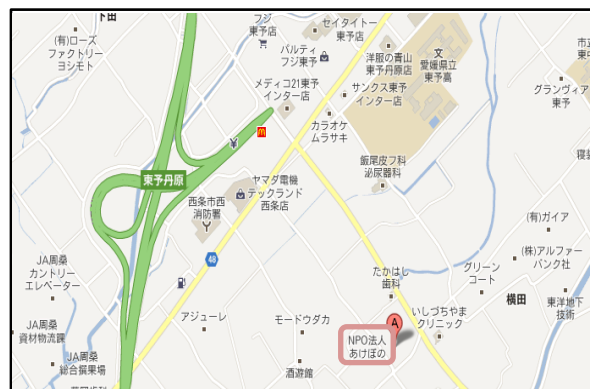 下田
(有)ローズ
ファクトリー
ヨシモト
フジ
東予店
セイタイトー
東予店
パルティ
フジ東予
洋服の青山
東予丹原店
文
愛媛県立
東予高
メディコ21東予
インター店
サンクス東予
インター店
グランヴィア
東予
カラオケ
ムラサキ
¥
m
飯尾皮フ科
泌尿器科
東予丹原
ヤマダ電機
テックランド
西条店
西条市西
消防署
48
(有)ガイア
(株)アルファー
バンク社
JA周桑
カントリー
エレベーター
たかはし
歯科
グリーン
コート
横田
東洋地下
技術
アジューレ
モードウダカ
A
いしづちやま
クリニック
NPO法人
あけぼの
JA周桑
資材物流課
JA周桑
総合撰果場
酒遊館